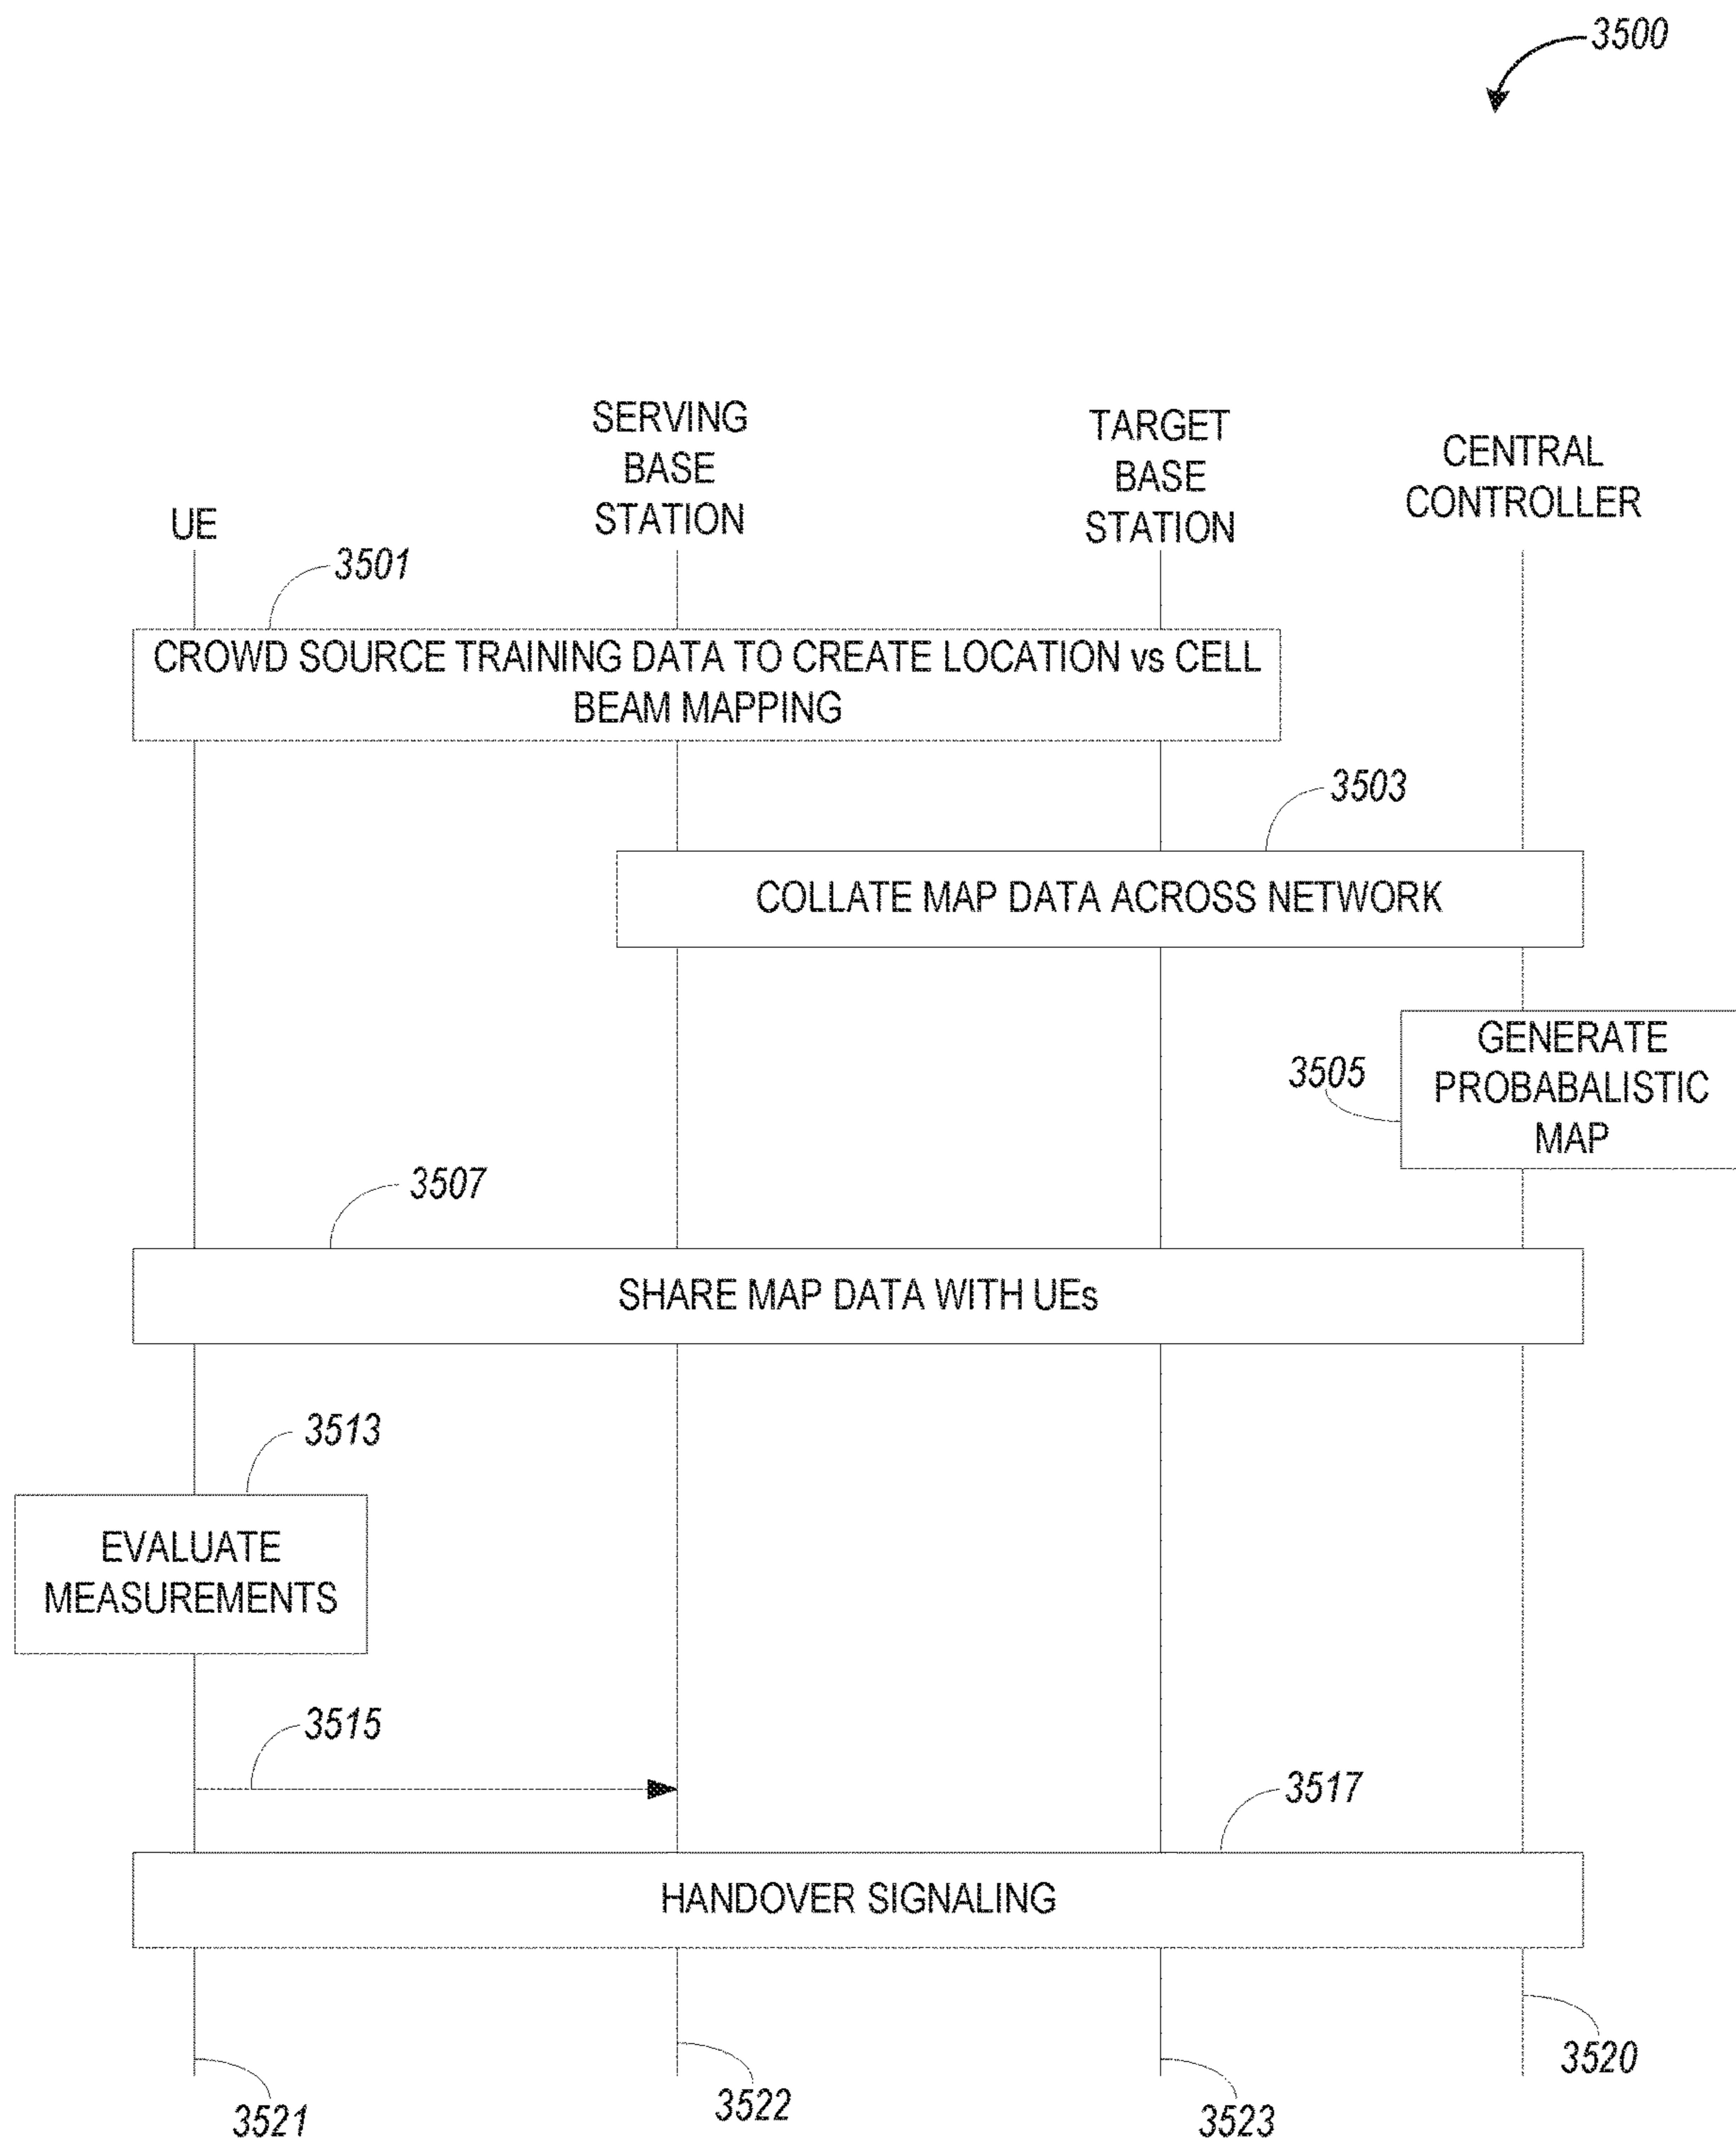 3500
SERVING
BASE
STATION
TARGET
BASE
STATION
CENTRAL
CONTROLLER
UE
3501
CROWD SOURCE TRAINING DATA TO CREATE LOCATION vs CELL
BEAM MAPPING
3503
COLLATE MAP DATA ACROSS NETWORK
GENERATE
PROBABALISTIC
MAP
3505
3507
SHARE MAP DATA WITH UEs
3513
EVALUATE
MEASUREMENTS
3515
3517
HANDOVER SIGNALING
3520
3521
3522
3523